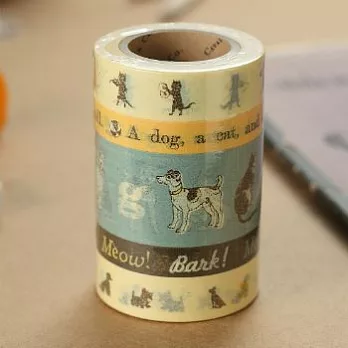 A dog, a cat, and
g
Meow! Bark!